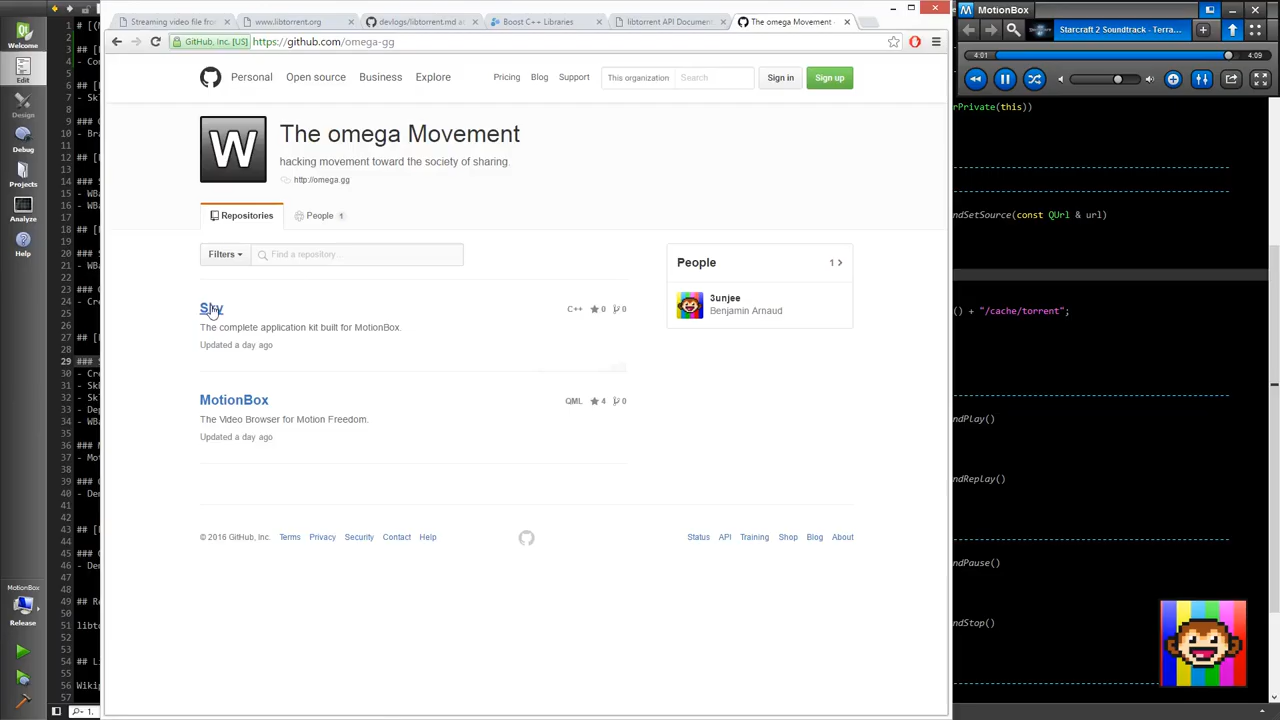 Welcome
Edit
Design
Debug
Projects
Analyze
Help
MotionBox
Release
Streaming video file from
www.libtorrent.org
devlogs/libtorrent.md at
Boost C++ Libraries
libtorrent API Document
The omega Movement
GitHub, Inc. [US]
https://github.com/omega-gg
Personal
Open source
Business
Explore
Pricing
Blog
Support
This organization
Search
Sign in
Sign up
W
The omega Movement
hacking movement toward the society of sharing.
http://omega.gg
Repositories
People 1
Filters
Find a repository...
People
1
3unjee
Benjamin Arnaud
Sky
C++ 0 0
The complete application kit built for MotionBox.
Updated a day ago
MotionBox
QML 4 0
The Video Browser for Motion Freedom.
Updated a day ago
© 2016 GitHub, Inc.
Terms
Privacy
Security
Contact
Help
Status
API
Training
Shop
Blog
About
MotionBox
Starcraft 2 Soundtrack - Terra...
4:01
4:09
rPrivate(this))
ndSetSource(const QUrl & url)
() + "/cache/torrent";
ndPlay()
ndReplay()
ndPause()
ndStop()